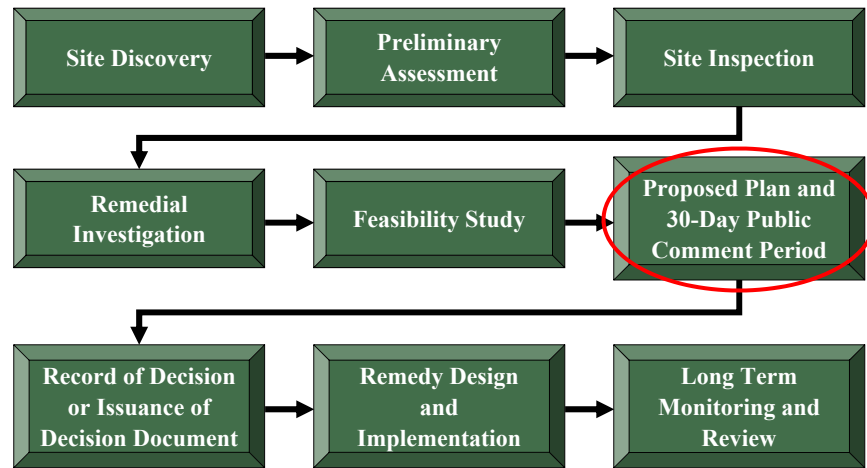 Site Discovery
Preliminary
Assessment
Site Inspection
Remedial
Investigation
Feasibility Study
Proposed Plan and
30-Day Public
Comment Period
Record of Decision
or Issuance of
Decision Document
Remedy Design
and
Implementation
Long Term
Monitoring and
Review